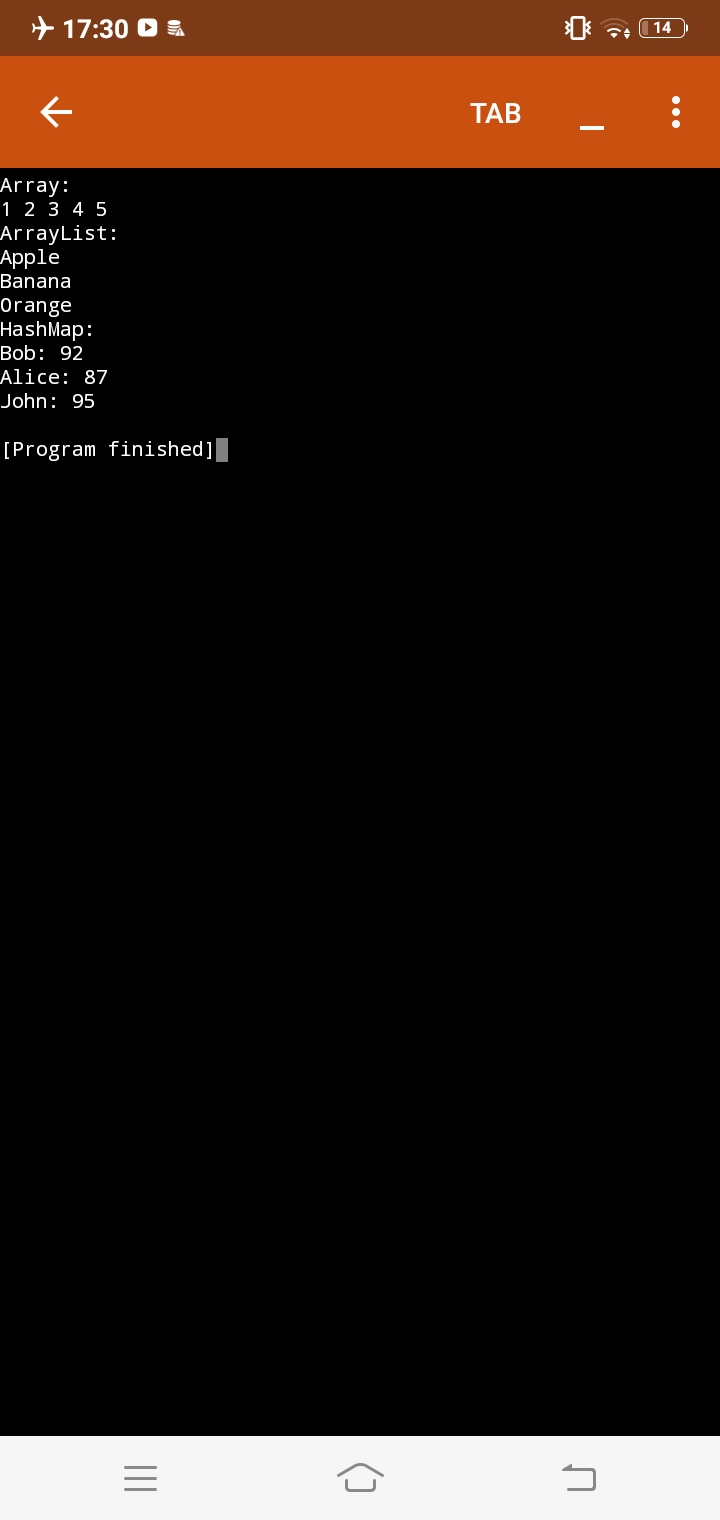 17:30
14
TAB
Array:
1 2 3 4 5
ArrayList:
Apple
Banana
Orange
HashMap:
Bob: 92
Alice: 87
John: 95
[Program finished]